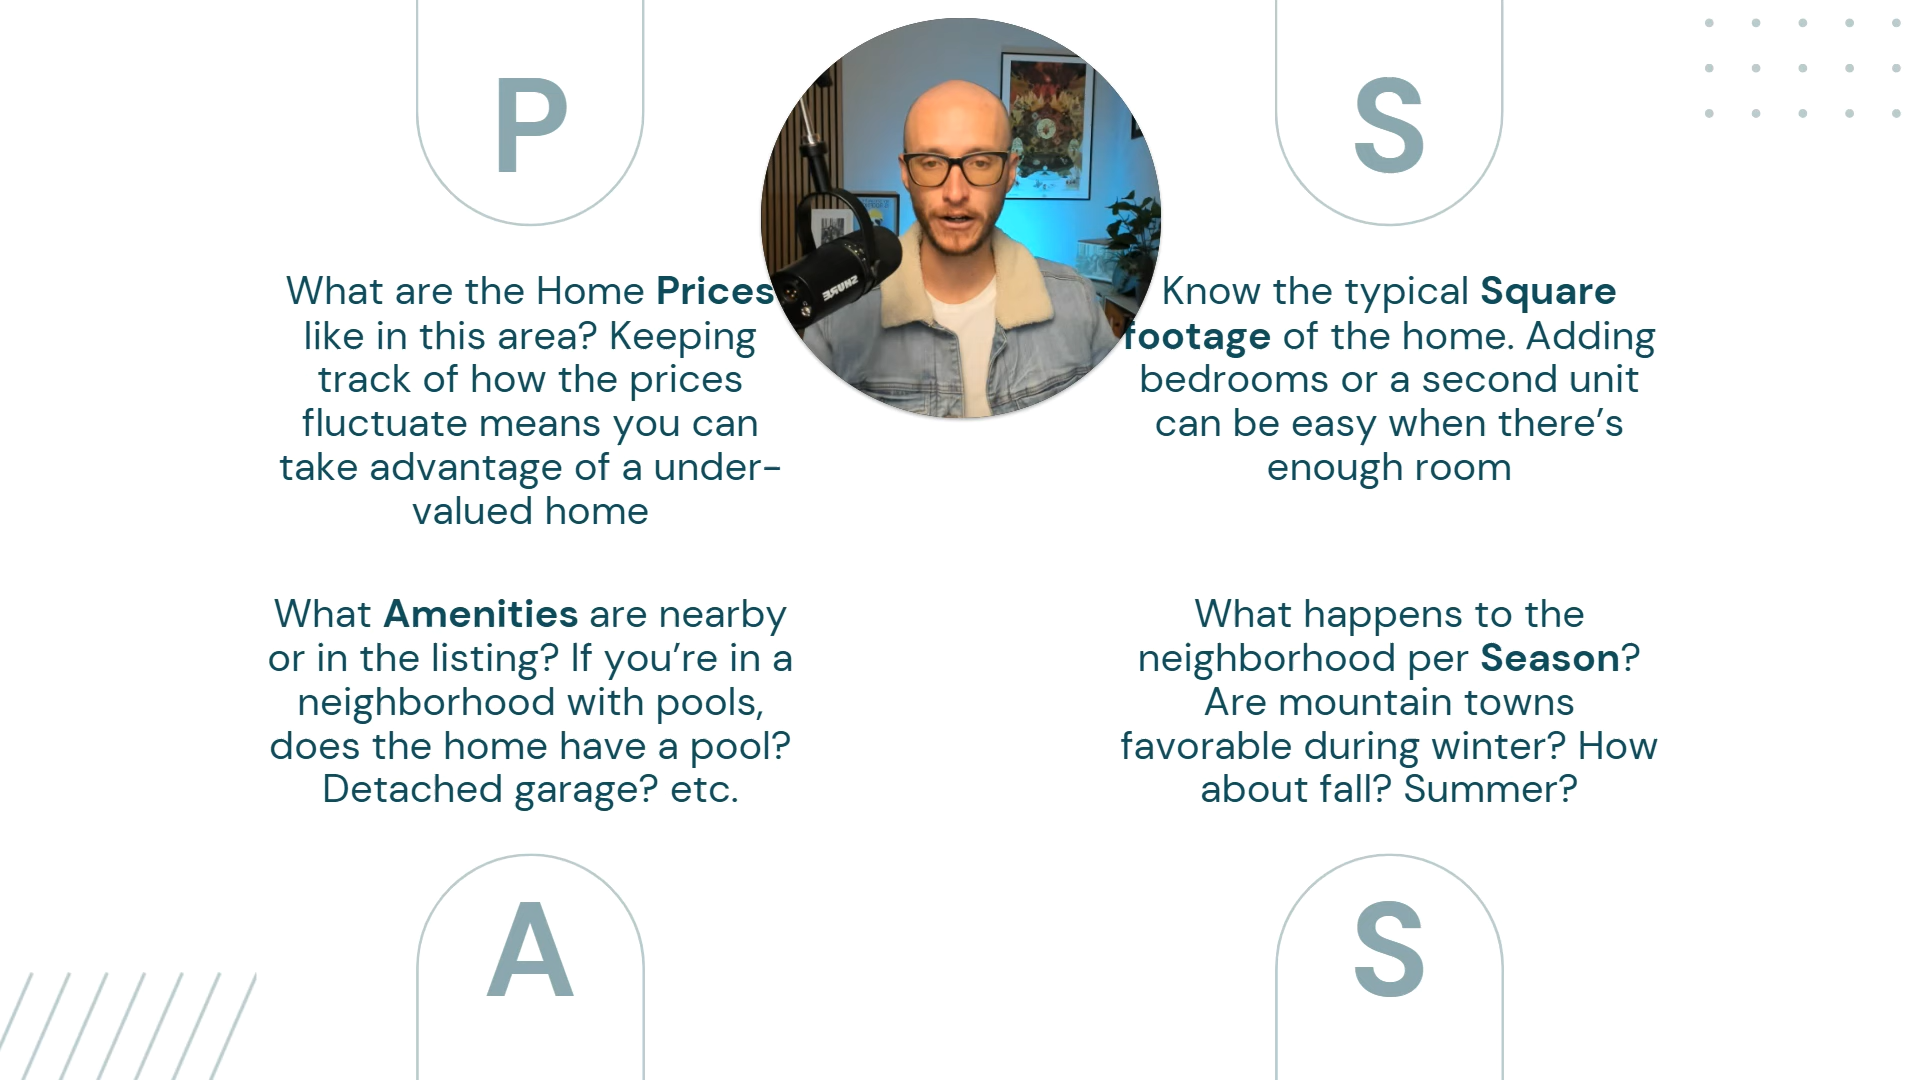 P
What are the Home Prices
like in this area? Keeping
track of how the prices
fluctuate means you can
take advantage of a under-
valued home
SHURE
S
Know the typical Square
footage of the home. Adding
bedrooms or a second unit
can be easy when there’s
enough room
What Amenities are nearby
or in the listing? If you’re in a
neighborhood with pools,
does the home have a pool?
Detached garage? etc.
A
What happens to the
neighborhood per Season?
Are mountain towns
favorable during winter? How
about fall? Summer?
S